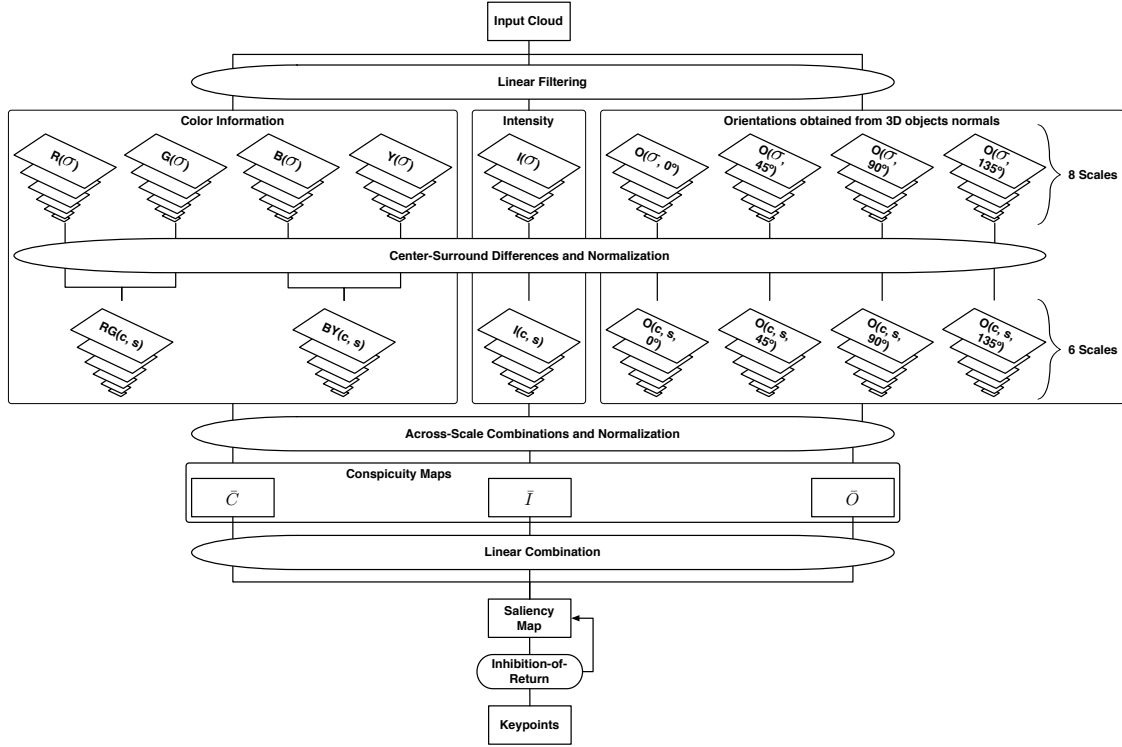 Input Cloud
Linear Filtering
Color Information
Intensity
Orientations obtained from 3D objects normals
R(σ)
G(σ)
B(σ)
Y(σ)
I(σ)
O(σ, 0º)
O(σ,
45º)
O(σ,
90º)
O(σ,
135º)
8 Scales
Center-Surround Differences and Normalization
RG(c, s)
BY(c, s)
I(c, s)
O(c, s,
0º)
O(c, s,
45º)
O(c, s,
90º)
O(c, s,
135º)
6 Scales
Across-Scale Combinations and Normalization
Conspicuity Maps
C̄
Ī
Ō
Linear Combination
Saliency
Map
Inhibition-of-
Return
Keypoints